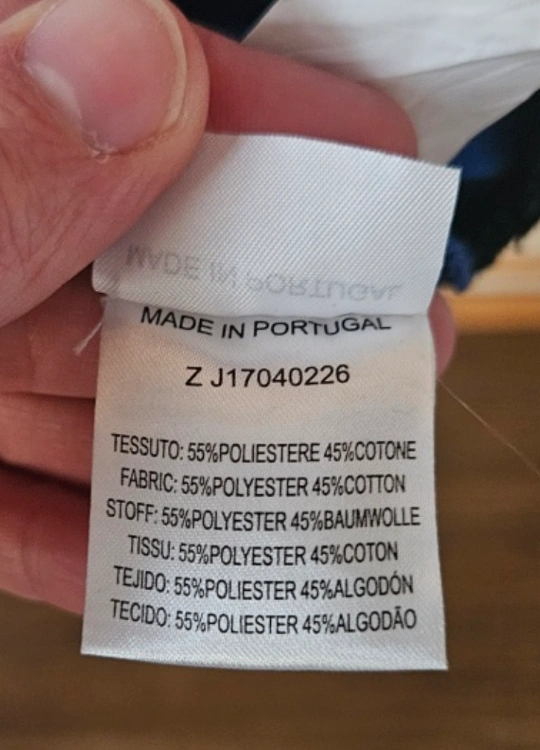 MADE IN PORTUGAL
MADE IN PORTUGAL
Z J17040226
TESSUTO: 55%POLIESTERE 45%COTONE
FABRIC: 55%POLYESTER 45%COTTON
STOFF: 55%POLYESTER 45%BAUMWOLLE
TISSU: 55%POLYESTER 45%COTON
TEJIDO: 55%POLIESTER 45%ALGODÓN
TECIDO: 55%POLIESTER 45%ALGODÃO